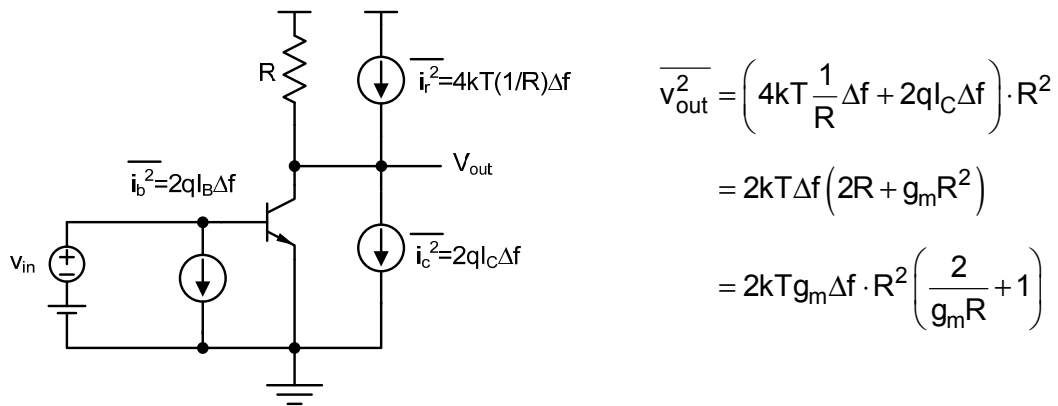 R
i_r^2=4kT(1/R)Δf
V_out
i_b^2=2qI_BΔf
i_c^2=2qI_CΔf
v_in
+
−
v_out^2 = (4kT 1/R Δf + 2qI_CΔf)·R^2
= 2kTΔf(2R + g_mR^2)
= 2kTg_mΔf·R^2(2/g_mR + 1)